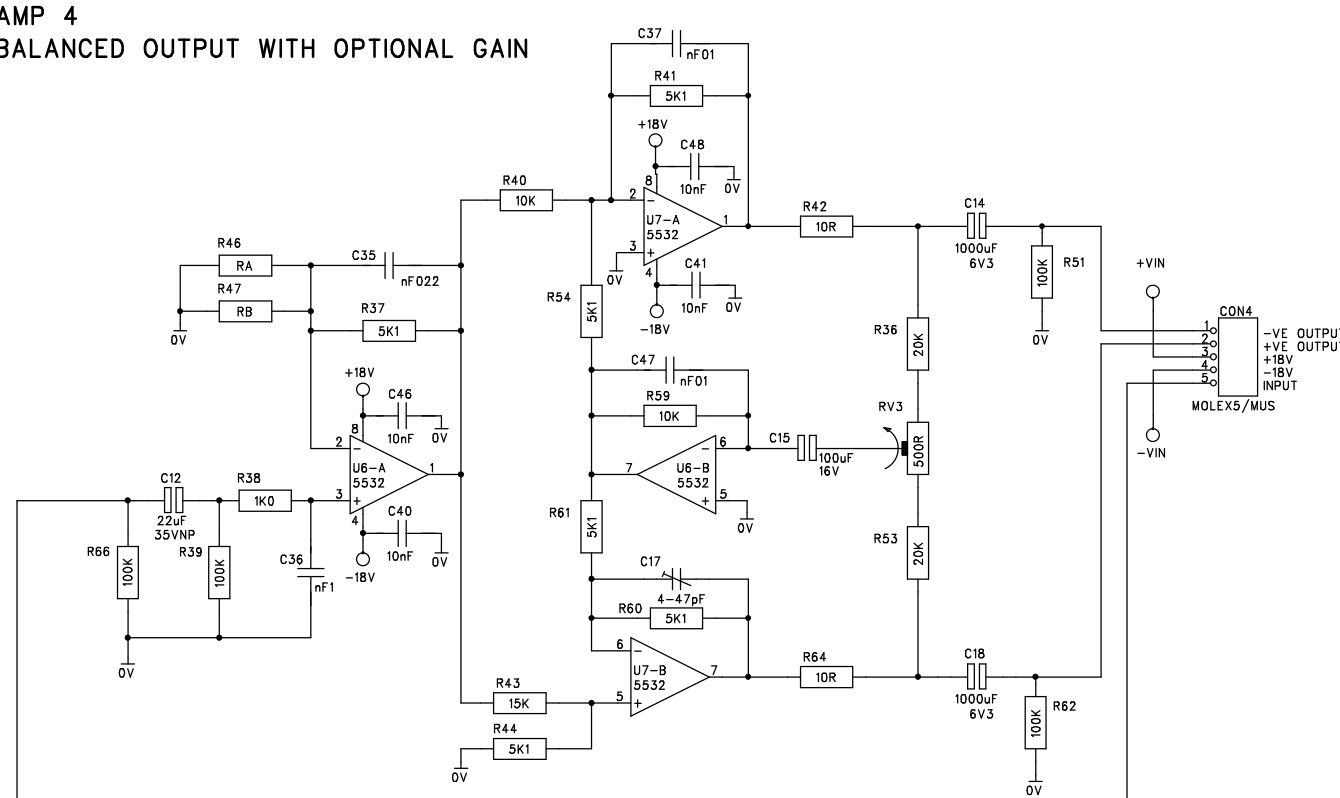 AMP 4
BALANCED OUTPUT WITH OPTIONAL GAIN
C37
nF01
R41
5K1
+18V
C48
10nF
0V
R40
10K
8
2
U7-A
5532
1
3
0V
4
C41
10nF
0V
-18V
R42
10R
C14
1000uF
6V3
100K
R51
0V
R46
RA
R47
RB
0V
C35
nF022
R37
5K1
R54
5K1
+VIN
R36
20K
CON4
1
2
3
4
5
-VE OUTPUT
+VE OUTPUT
+18V
-18V
INPUT
MOLEX5/MUS
-VIN
C47
nF01
R59
10K
RV3
500R
+18V
C46
10nF
0V
8
2
U6-A
5532
1
3
4
C40
10nF
0V
-18V
7
U6-B
5532
6
5
0V
C15
100uF
16V
C12
22uF
35VNP
R38
1K0
R66
100K
R39
100K
C36
nF1
0V
R61
5K1
R53
20K
C17
4-47pF
R60
5K1
6
U7-B
5532
7
5
R64
10R
C18
1000uF
6V3
100K
R62
0V
R43
15K
R44
5K1
0V